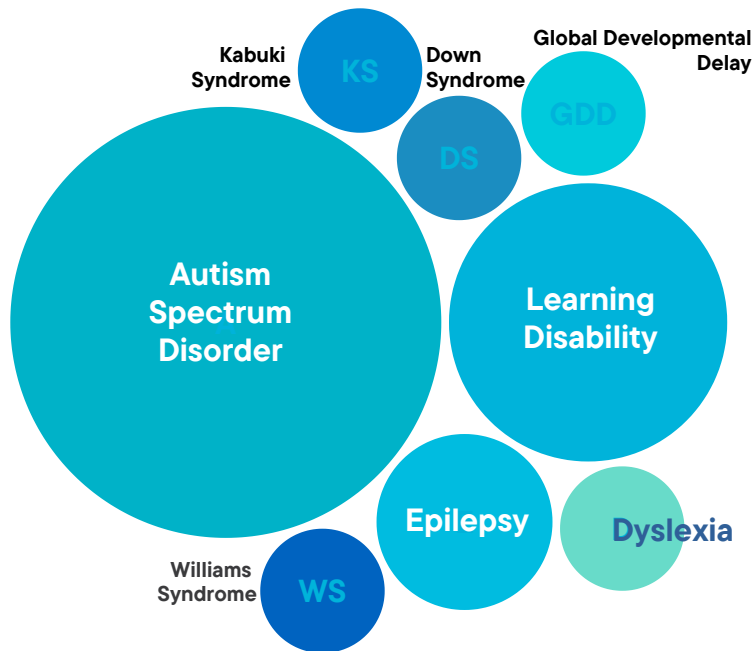 Kabuki
Syndrome
KS
Down
Syndrome
DS
Global Developmental
Delay
GDD
Autism
Spectrum
Disorder
Learning
Disability
Epilepsy
Dyslexia
Williams
Syndrome
WS